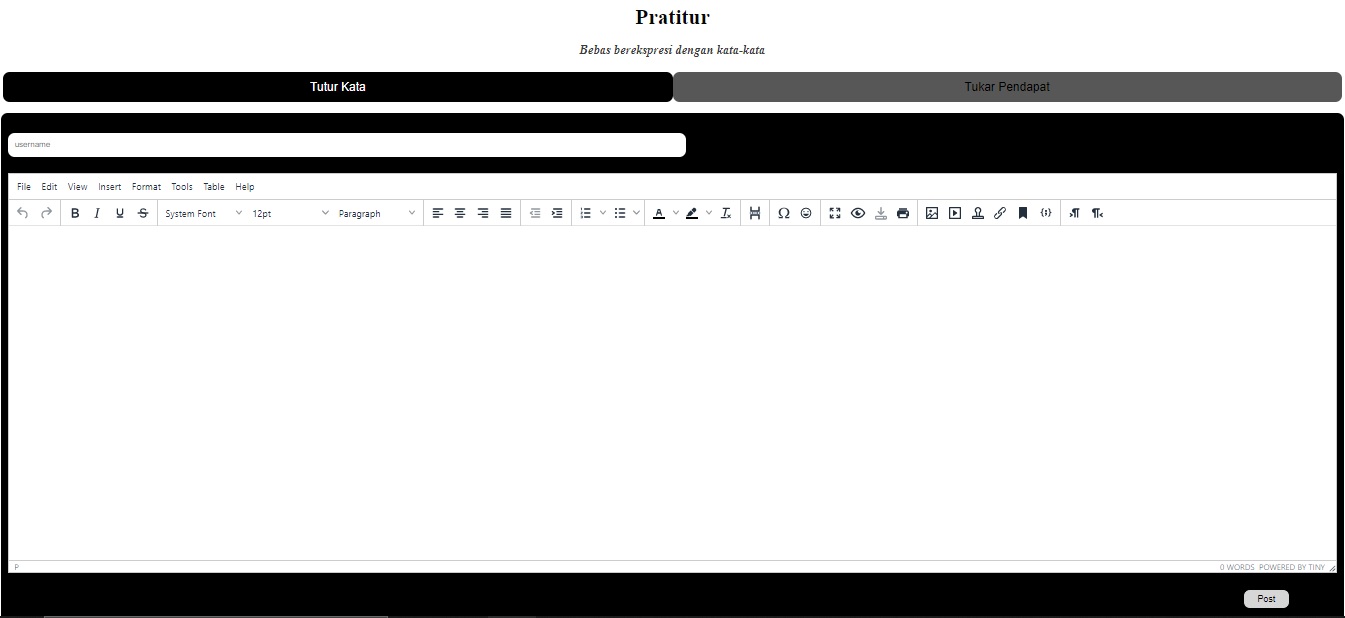 Pratitur
Bebas berekspresi dengan kata-kata
Tutur Kata
Tukar Pendapat
username
File Edit View Insert Format Tools Table Help
B I U S System Font 12pt Paragraph
P
0 WORDS POWERED BY TINY
Post